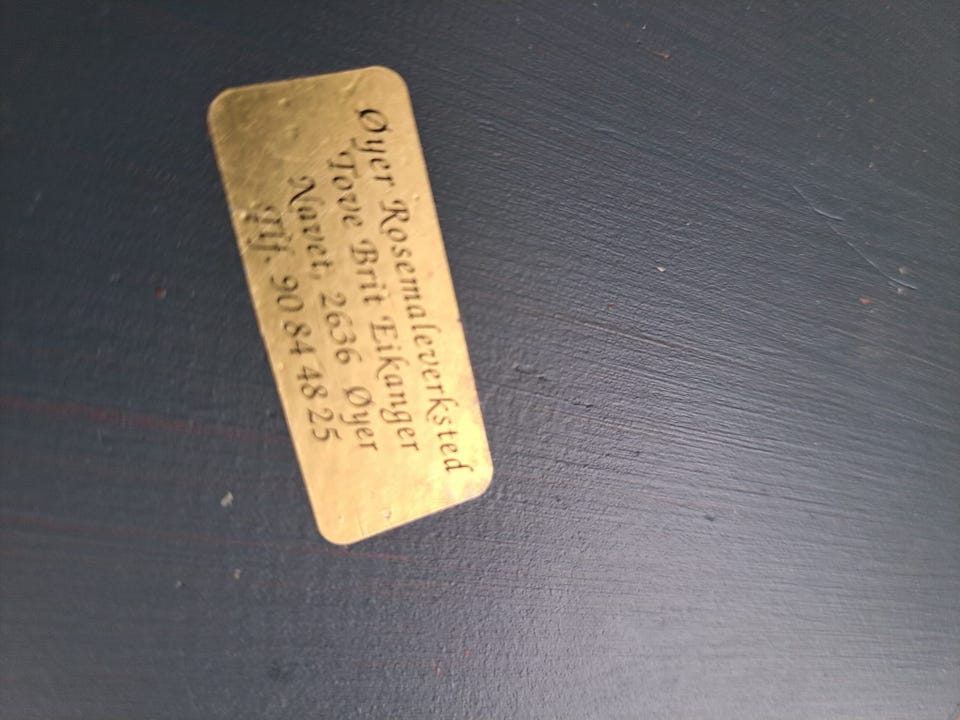 Øyer Rosemaleverksted
Tove Brit Eikanger
Navet, 2636 Øyer
Tlf. 90 84 48 25